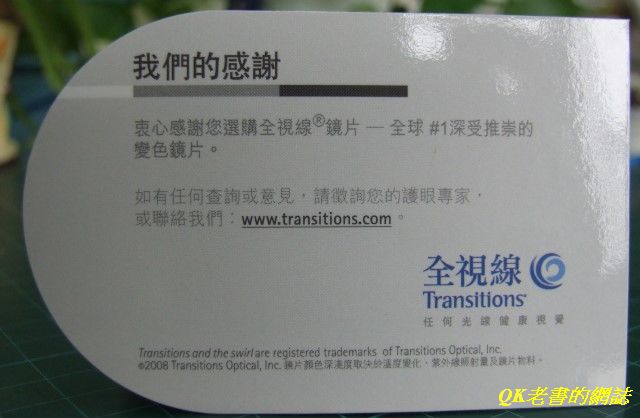 我們的感謝
衷心感謝您選購全視線®鏡片 — 全球 #1深受推崇的
變色鏡片。
如有任何查詢或意見，請徵詢您的護眼專家，
或聯絡我們：www.transitions.com。
全視線
Transitions®
任何光線健康視覺
Transitions and the swirl are registered trademarks of Transitions Optical, Inc.
©2008 Transitions Optical, Inc. 鏡片顏色深淺度取決於溫度變化、紫外線照射量及鏡片物料。
QK老書的網誌